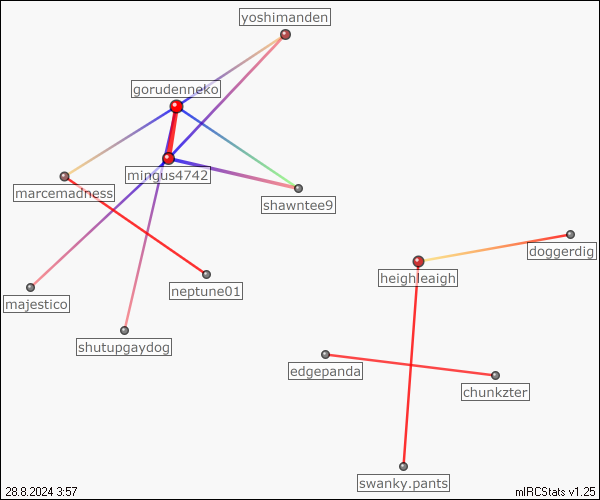 yoshimanden
gorudenneko
mingus4742
marcemadness
shawntee9
doggerdig
heighleaigh
neptune01
majestico
shutupgaydog
edgepanda
chunkzter
swanky.pants
28.8.2024 3:57
mIRCStats v1.25